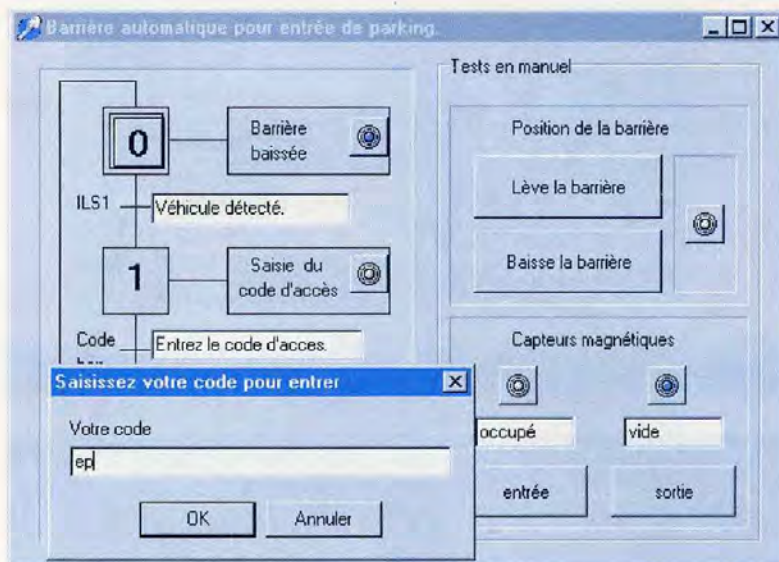 Barrière automatique pour entrée de parking.
0
Barrière
baissée
ILS1
Véhicule détecté.
1
Saisie du
code d'accès
Code
Entrez le code d'acces.
Saisissez votre code pour entrer
Votre code
ep
OK
Annuler
Tests en manuel
Position de la barrière
Lève la barrière
Baisse la barrière
Capteurs magnétiques
occupé
vide
entrée
sortie